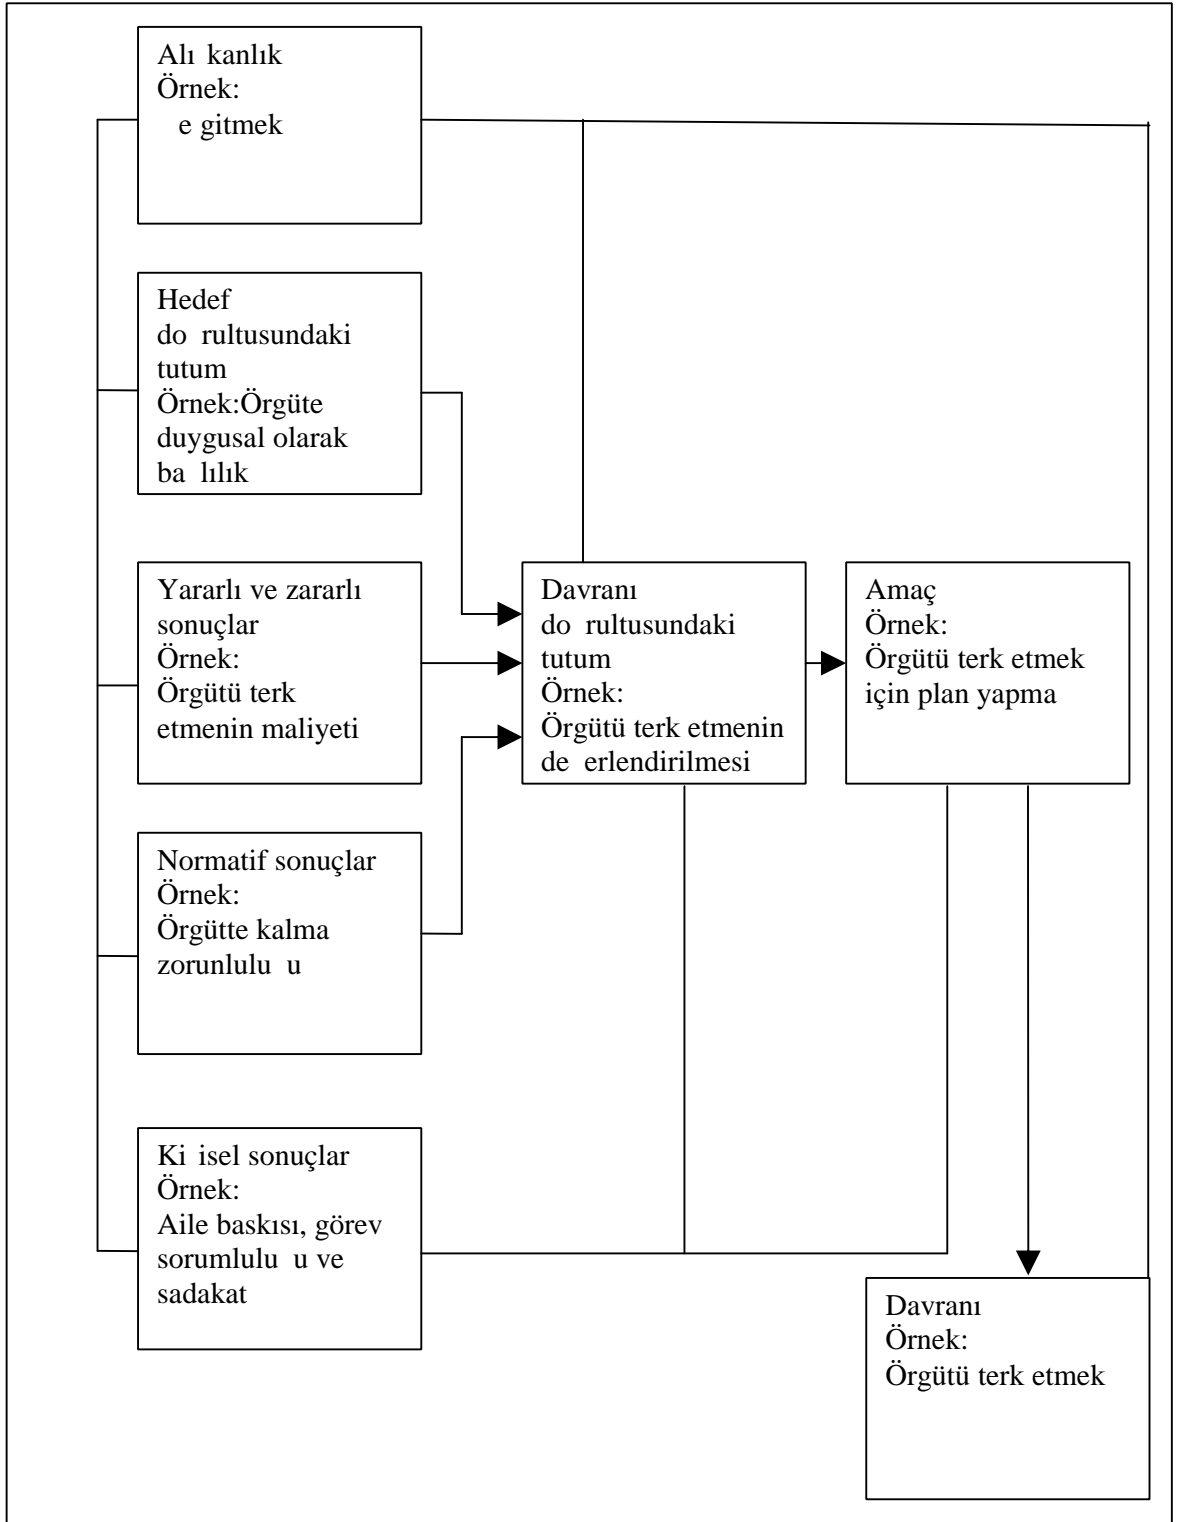 Alı kanlık
Örnek:
e gitmek
Hedef
do rultusundaki
tutum
Örnek:Örgüte
duygusal olarak
ba lılık
Yararlı ve zararlı
sonuçlar
Örnek:
Örgütü terk
etmenin maliyeti
Normatif sonuçlar
Örnek:
Örgütte kalma
zorunlulu u
Ki isel sonuçlar
Örnek:
Aile baskısı, görev
sorumlulu u ve
sadakat
Davranı
do rultusundaki
tutum
Örnek:
Örgütü terk etmenin
de erlendirilmesi
Amaç
Örnek:
Örgütü terk etmek
için plan yapma
Davranı
Örnek:
Örgütü terk etmek